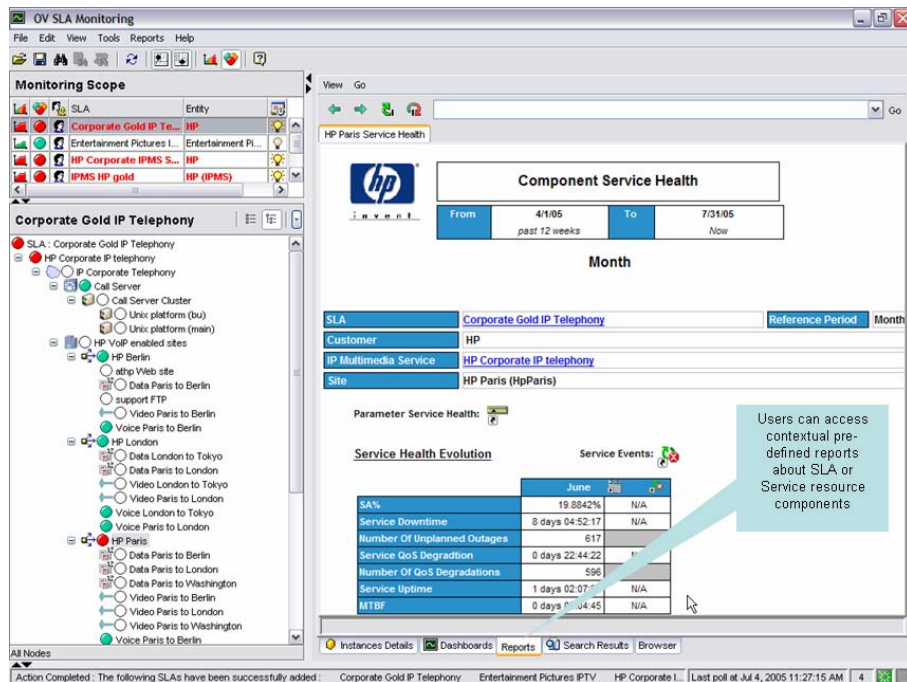 OV SLA Monitoring
File Edit View Tools Reports Help
Monitoring Scope
SLA Entity
Corporate Gold IP Te... HP
Entertainment Pictures I... Entertainment Pi...
HP Corporate IPMS S... HP
IPMS HP gold HP (IPMS)
Corporate Gold IP Telephony
SLA : Corporate Gold IP Telephony
HP Corporate IP telephony
IP Corporate Telephony
Call Server
Call Server Cluster
Unix platform (bu)
Unix platform (main)
HP VoIP enabled sites
HP Berlin
athp Web site
Data Paris to Berlin
support FTP
Video Paris to Berlin
Voice Paris to Berlin
HP London
Data London to Tokyo
Data Paris to London
Video London to Tokyo
Video Paris to London
Voice London to Tokyo
Voice Paris to London
HP Paris
Data Paris to Berlin
Data Paris to London
Data Paris to Washington
Video Paris to Berlin
Video Paris to London
Video Paris to Washington
Voice Paris to Berlin
All Nodes
View Go
Go
HP Paris Service Health
hp
invent
Component Service Health
From 4/1/05 To 7/31/05
past 12 weeks Now
Month
SLA Corporate Gold IP Telephony Reference Period Month
Customer HP
IP Multimedia Service HP Corporate IP telephony
Site HP Paris (HpParis)
Parameter Service Health:
Service Health Evolution Service Events:
June
SA% 19.8842% N/A
Service Downtime 8 days 04:52:17 N/A
Number Of Unplanned Outages 617
Service QoS Degradtion 0 days 22:44:22
Number Of QoS Degradations 596
Service Uptime 1 days N/A
MTBF 0 days N/A
Users can access
contextual pre-
defined reports
about SLA or
Service resource
components
Instances Details Dashboards Reports Search Results Browser
Action Completed : The following SLAs have been successfully added : Corporate Gold IP Telephony Entertainment Pictures IPTV HP Corporate I... Last poll at Jul 4, 2005 11:27:15 AM 4